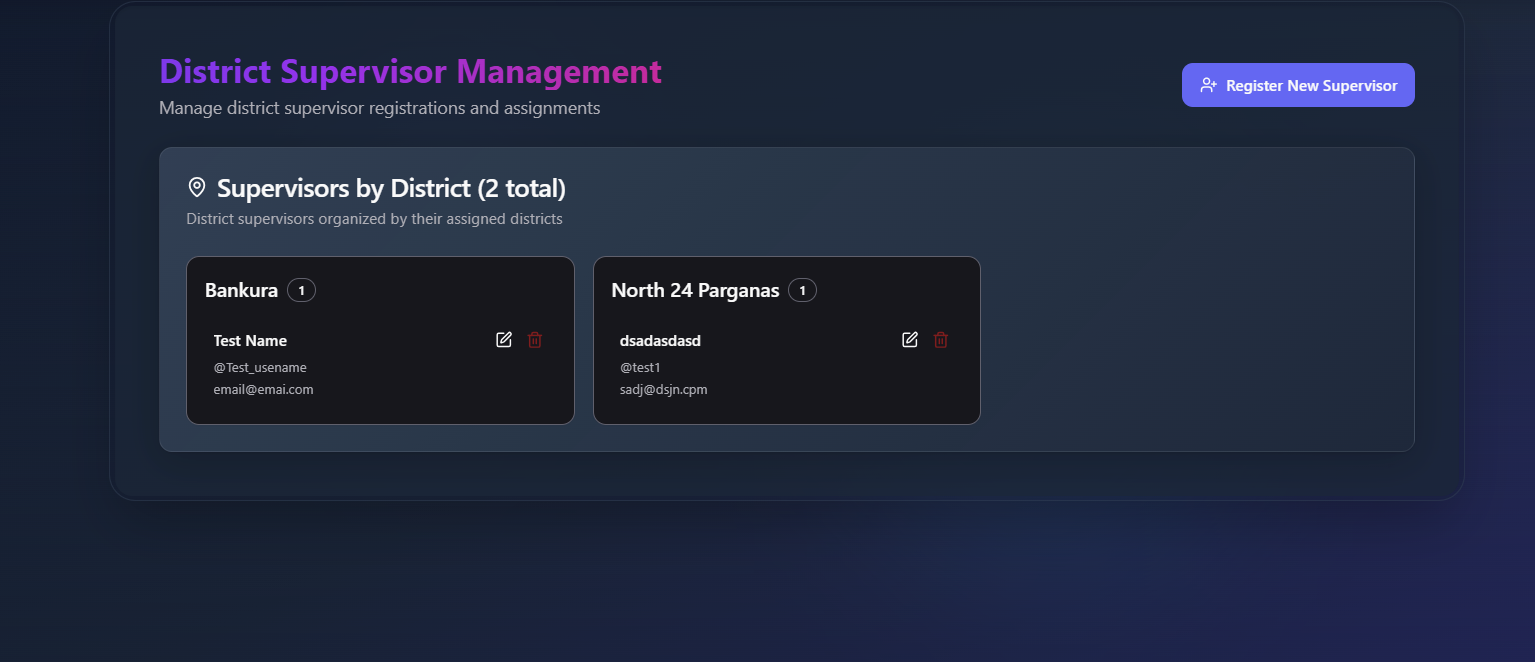 District Supervisor Management
Manage district supervisor registrations and assignments
Register New Supervisor
Supervisors by District (2 total)
District supervisors organized by their assigned districts
Bankura 1
Test Name
@Test_usename
email@emai.com
North 24 Parganas 1
dsadasdasd
@test1
sadj@dsjn.cpm